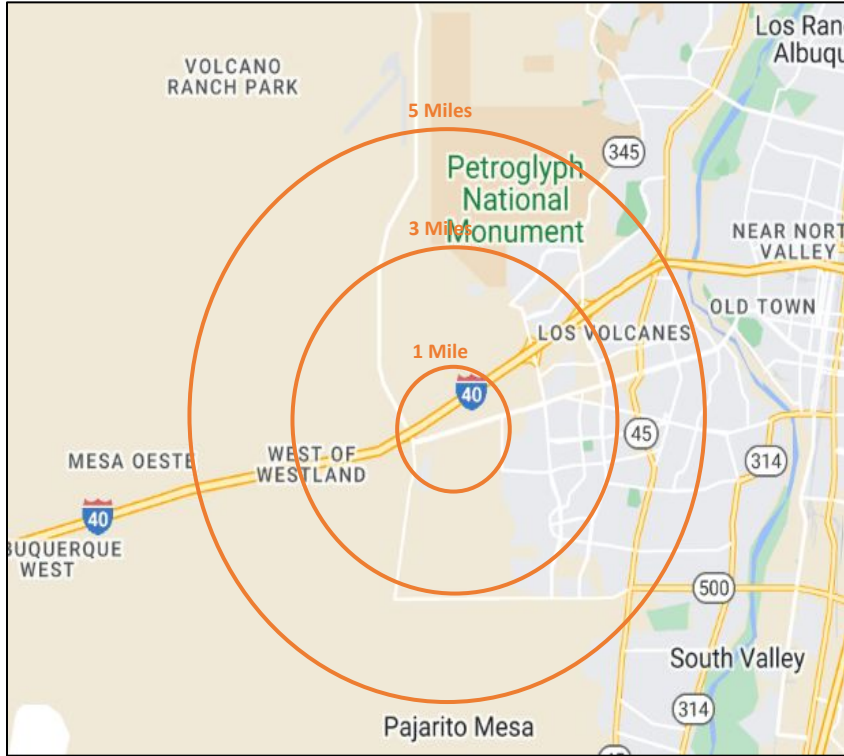 Los Ran
Albuqu
VOLCANO
RANCH PARK
5 Miles
345
Petroglyph
National
Monument
3 Miles
NEAR NORT
VALLEY
OLD TOWN
LOS VOLCANES
1 Mile
40
45
314
WEST OF
WESTLAND
MESA OESTE
40
BUQUERQUE
WEST
500
South Valley
314
Pajarito Mesa